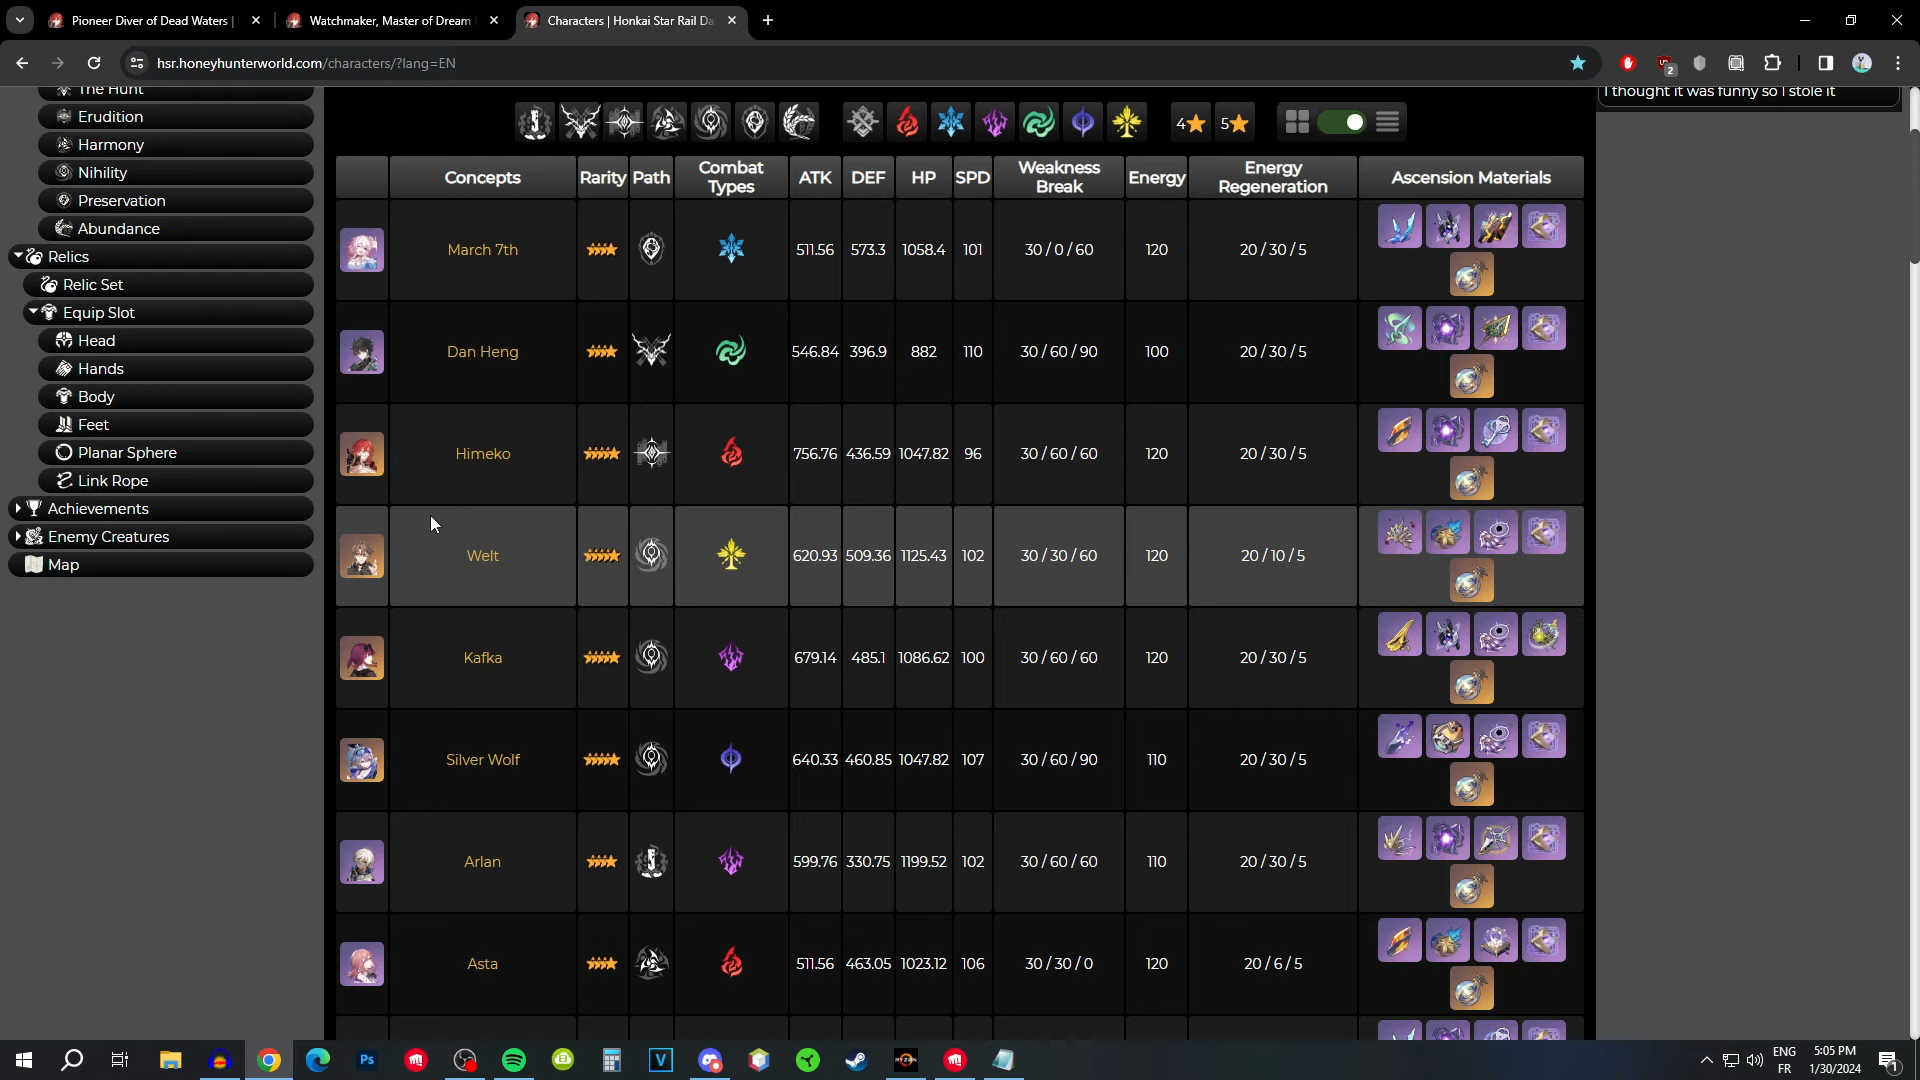 Pioneer Diver of Dead Waters |
Watchmaker, Master of Dream
Characters | Honkai Star Rail Da
hsr.honeyhunterworld.com/characters/?lang=EN
2
The Hunt
Erudition
Harmony
Nihility
Preservation
Abundance
Relics
Relic Set
Equip Slot
Head
Hands
Body
Feet
Planar Sphere
Link Rope
Achievements
Enemy Creatures
Map
I thought it was funny so I stole it
4 5
Concepts Rarity Path Combat Types ATK DEF HP SPD Weakness Break Energy Energy Regeneration Ascension Materials
March 7th 511.56 573.3 1058.4 101 30 / 0 / 60 120 20 / 30 / 5
Dan Heng 546.84 396.9 882 110 30 / 60 / 90 100 20 / 30 / 5
Himeko 756.76 436.59 1047.82 96 30 / 60 / 60 120 20 / 30 / 5
Welt 620.93 509.36 1125.43 102 30 / 30 / 60 120 20 / 10 / 5
Kafka 679.14 485.1 1086.62 100 30 / 60 / 60 120 20 / 30 / 5
Silver Wolf 640.33 460.85 1047.82 107 30 / 60 / 90 110 20 / 30 / 5
Arlan 599.76 330.75 1199.52 102 30 / 60 / 60 110 20 / 30 / 5
Asta 511.56 463.05 1023.12 106 30 / 30 / 0 120 20 / 6 / 5
Ps
V
RYZEN
ENG
FR
5:05 PM
1/30/2024
1